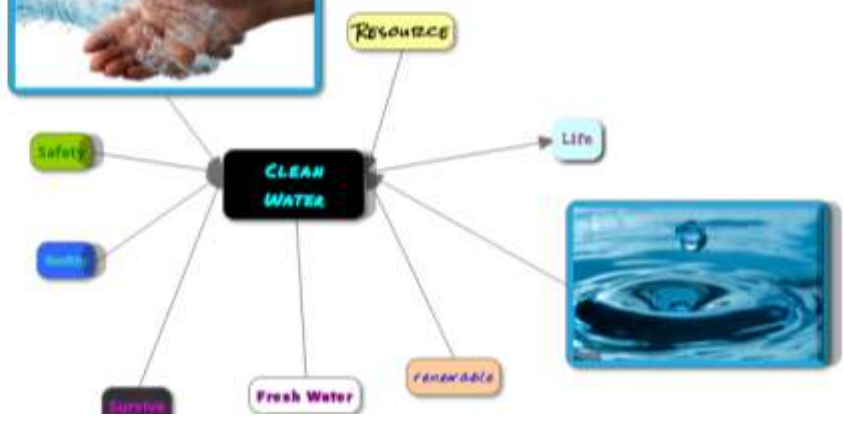 Resource
Life
Safety
Clean
Water
Health
renewable
Fresh Water
Survive